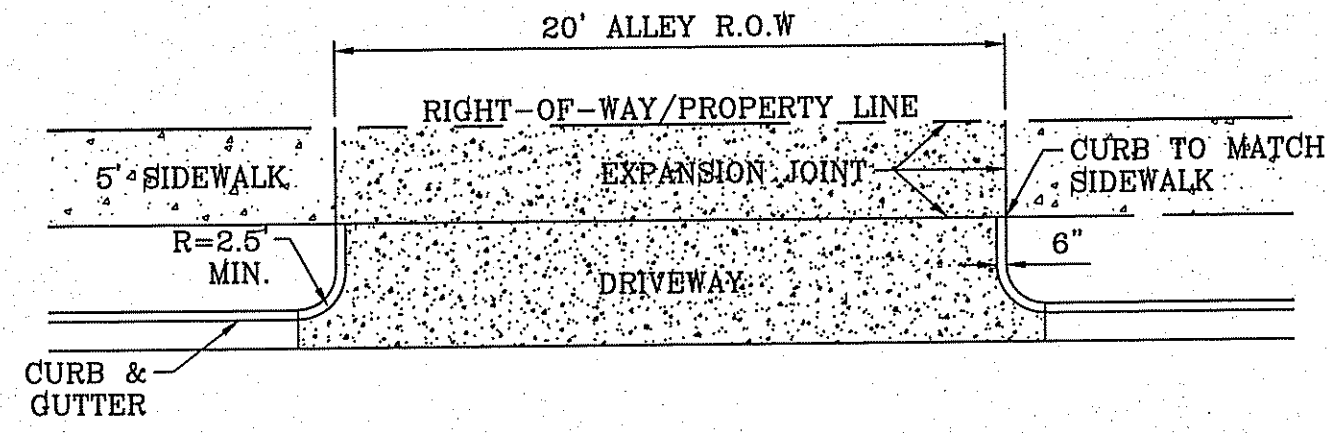 20' ALLEY R.O.W
RIGHT-OF-WAY/PROPERTY LINE
5' SIDEWALK
EXPANSION JOINT
CURB TO MATCH
SIDEWALK
R=2.5'
MIN.
6"
DRIVEWAY
CURB &
GUTTER